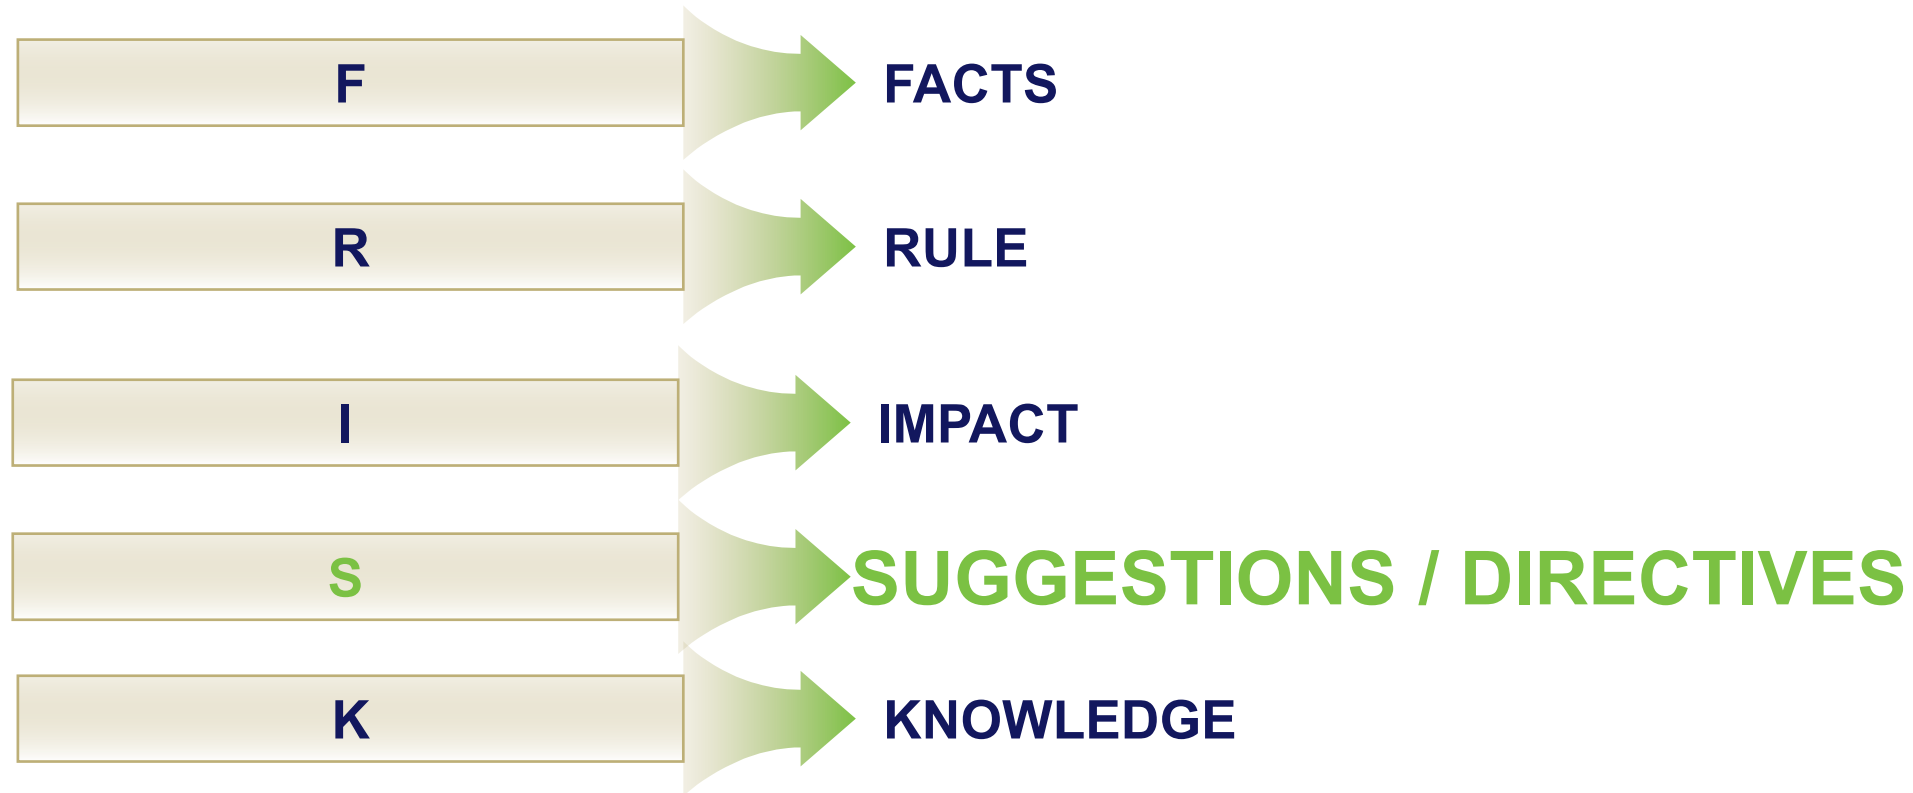 F FACTS
R RULE
I IMPACT
S SUGGESTIONS / DIRECTIVES
K KNOWLEDGE